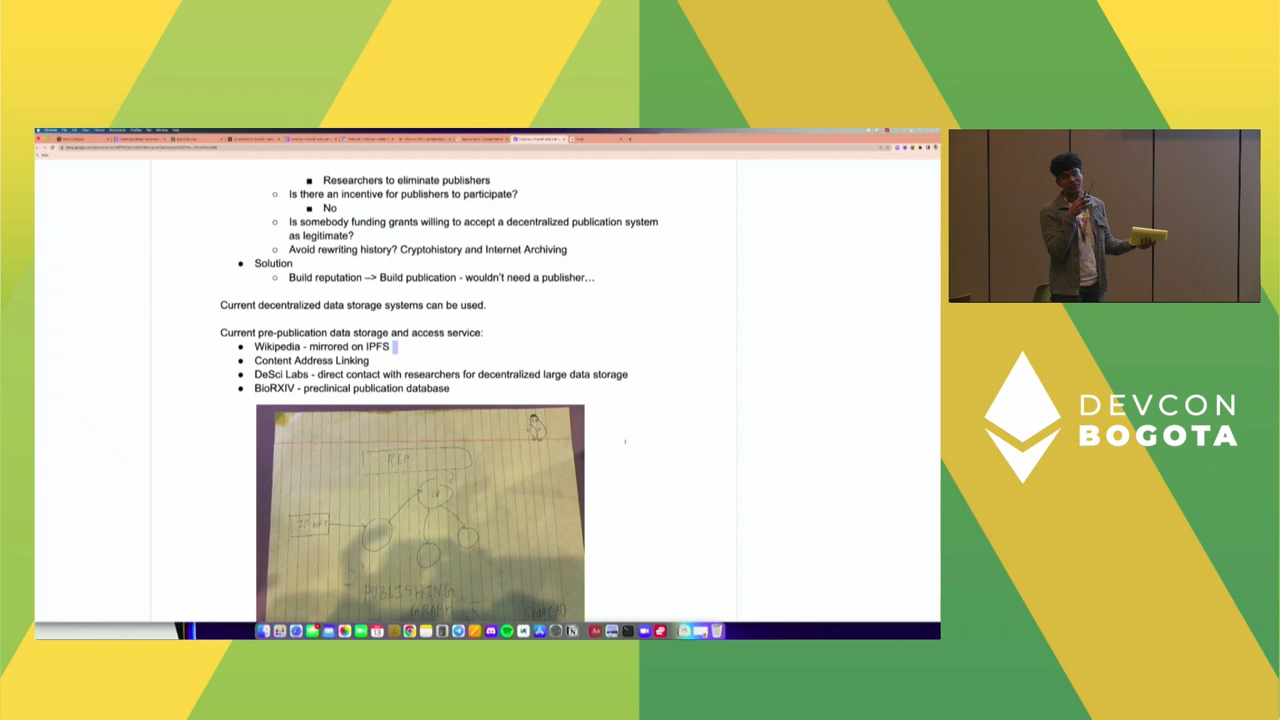 ■ Researchers to eliminate publishers
○ Is there an incentive for publishers to participate?
■ No
○ Is somebody funding grants willing to accept a decentralized publication system
as legitimate?
○ Avoid rewriting history? Cryptohistory and Internet Archiving
● Solution
○ Build reputation –> Build publication - wouldn't need a publisher…
Current decentralized data storage systems can be used.
Current pre-publication data storage and access service:
● Wikipedia - mirrored on IPFS
● Content Address Linking
● DeSci Labs - direct contact with researchers for decentralized large data storage
● BioRXIV - preclinical publication database
PUBLISHING
GRAPH
DEVCON
BOGOTA